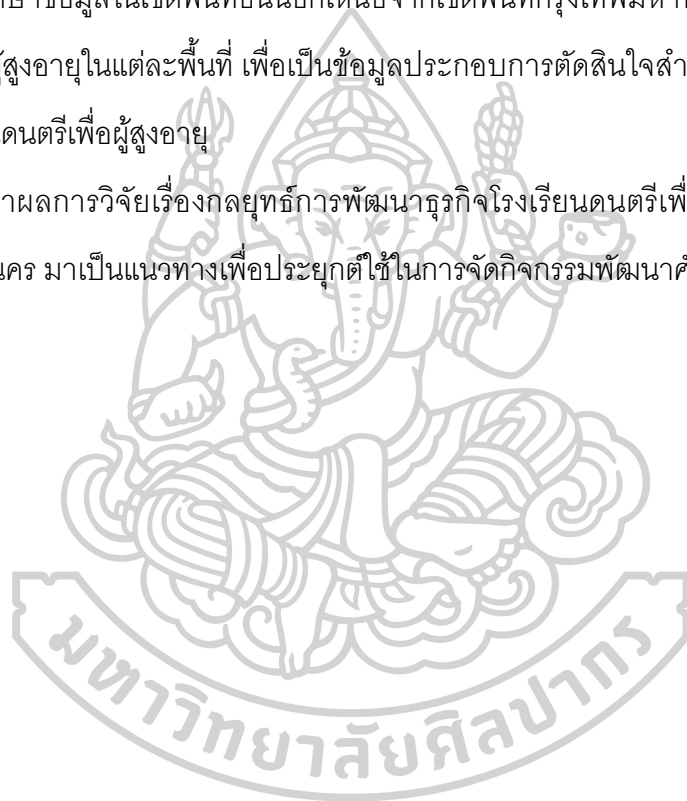 ข้อมูลในเขตพื้นที่อื่นนอกเหนือจากเขตพื้นที่กรุงเทพมหา
ผู้สูงอายุในแต่ละพื้นที่ เพื่อเป็นข้อมูลประกอบการตัดสินใจสำ
ดนตรีเพื่อผู้สูงอายุ
าผลการวิจัยเรื่องกลยุทธ์การพัฒนาธุรกิจโรงเรียนดนตรีเพื่
นคร มาเป็นแนวทางเพื่อประยุกต์ใช้ในการจัดกิจกรรมพัฒนาศั
มหาวิทยาลัยศิลปากร